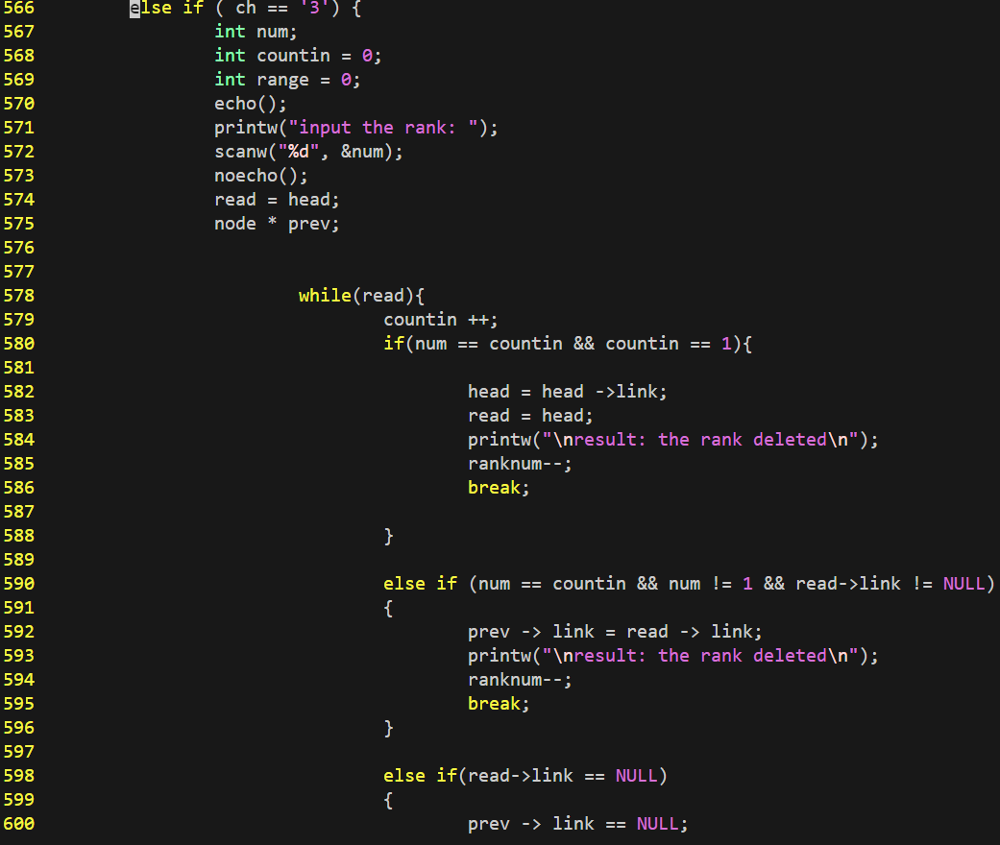 566 else if ( ch == '3') {
567 int num;
568 int countin = 0;
569 int range = 0;
570 echo();
571 printw("input the rank: ");
572 scanw("%d", &num);
573 noecho();
574 read = head;
575 node * prev;
576
577
578 while(read){
579 countin ++;
580 if(num == countin && countin == 1){
581
582 head = head ->link;
583 read = head;
584 printw("\nresult: the rank deleted\n");
585 ranknum--;
586 break;
587
588 }
589
590 else if (num == countin && num != 1 && read->link != NULL)
591 {
592 prev -> link = read -> link;
593 printw("\nresult: the rank deleted\n");
594 ranknum--;
595 break;
596 }
597
598 else if(read->link == NULL)
599 {
600 prev -> link == NULL;